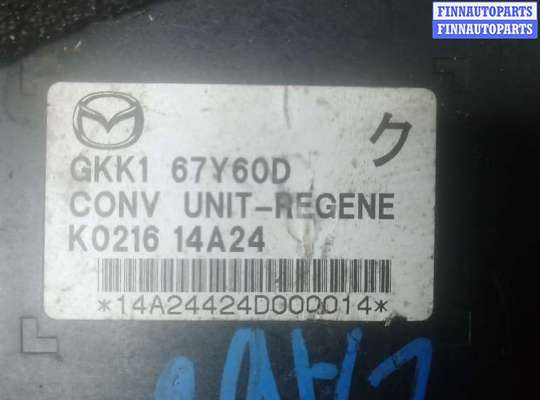 FINNAUTOPARTS
FINNAUTOPARTS
ク
GKK1 67Y60D
CONV UNIT-REGENE
K0216 14A24
*14A24424D000014*